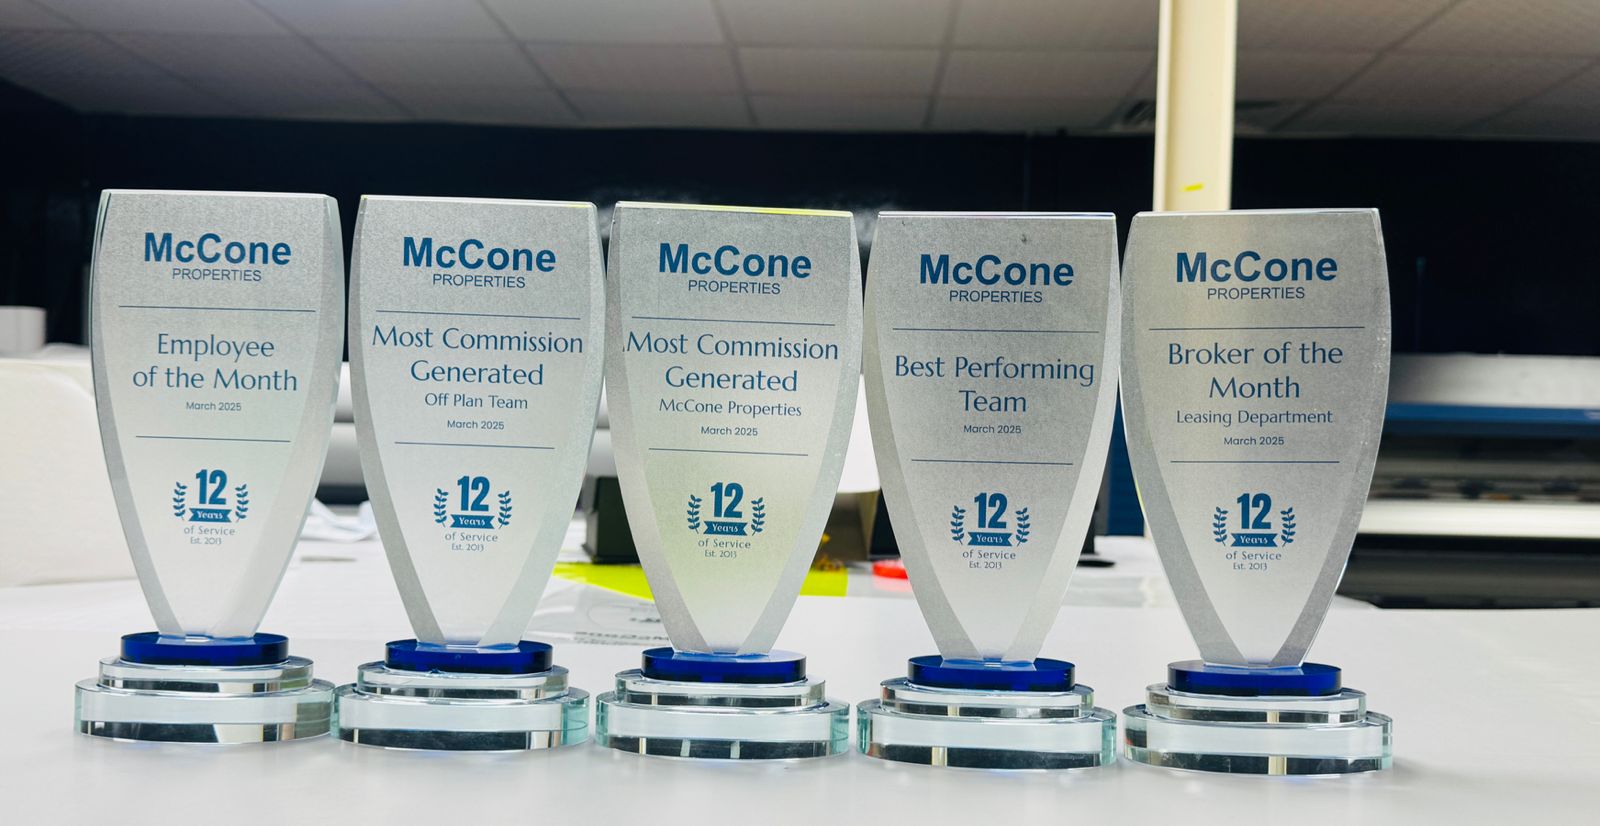 McCone
PROPERTIES
Employee
of the Month
March 2025
12
Years
of Service
Est. 2013
McCone
PROPERTIES
Most Commission
Generated
Off Plan Team
March 2025
12
Years
of Service
Est. 2013
McCone
PROPERTIES
Most Commission
Generated
McCone Properties
March 2025
12
Years
of Service
Est. 2013
McCone
PROPERTIES
Best Performing
Team
March 2025
12
Years
of Service
Est. 2013
McCone
PROPERTIES
Broker of the
Month
Leasing Department
March 2025
12
Years
of Service
Est. 2013